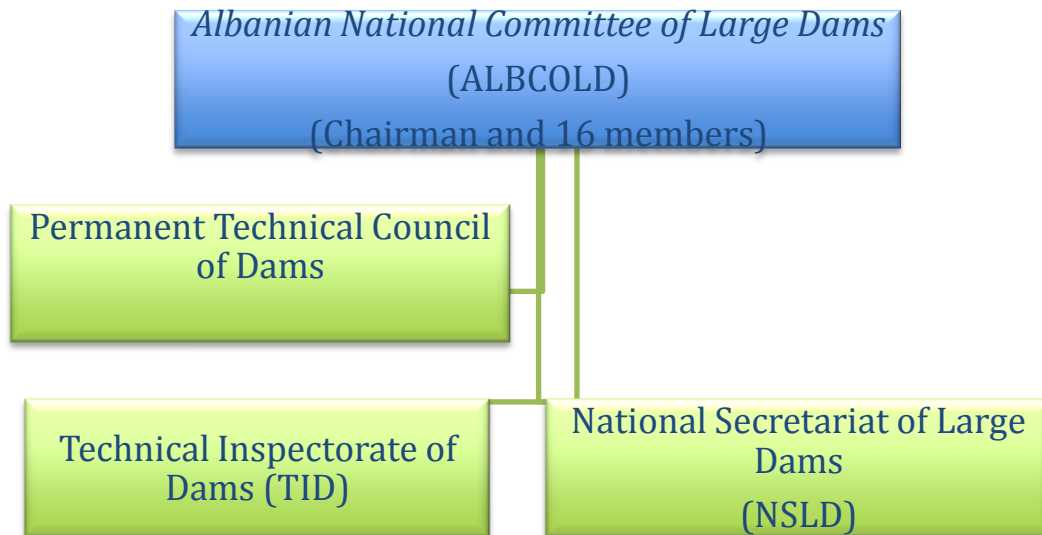 Albanian National Committee of Large Dams
(ALBCOLD)
(Chairman and 16 members)
Permanent Technical Council
of Dams
Technical Inspectorate of
Dams (TID)
National Secretariat of Large
Dams
(NSLD)